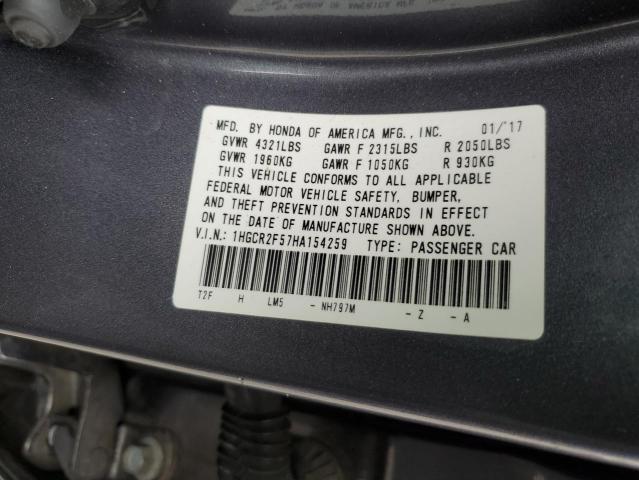 MFD. BY HONDA OF AMERICA MFG., INC. 01/'17
GVWR 4321LBS GAWR F 2315LBS R 2050LBS
GVWR 1960KG GAWR F 1050KG R 930KG
THIS VEHICLE CONFORMS TO ALL APPLICABLE
FEDERAL MOTOR VEHICLE SAFETY, BUMPER,
AND THEFT PREVENTION STANDARDS IN EFFECT
ON THE DATE OF MANUFACTURE SHOWN ABOVE.
V.I.N.: 1HGCR2F57HA154259 TYPE: PASSENGER CAR
T2F H LM5 - NH797M - Z - A